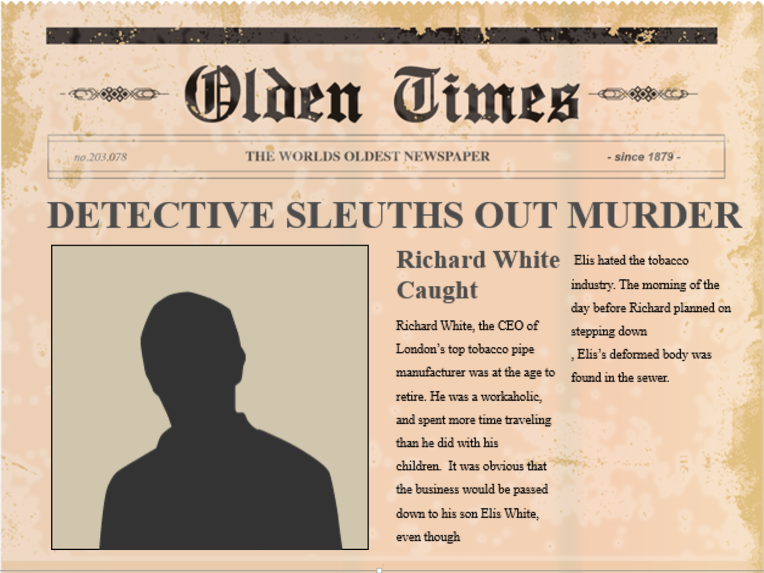 Olden Times
no.203.078 THE WORLDS OLDEST NEWSPAPER - since 1879 -
DETECTIVE SLEUTHS OUT MURDER
Richard White
Caught
Richard White, the CEO of
London’s top tobacco pipe
manufacturer was at the age to
retire. He was a workaholic,
and spent more time traveling
than he did with his
children.  It was obvious that
the business would be passed
down to his son Elis White,
even though
Elis hated the tobacco
industry. The morning of the
day before Richard planned on
stepping down
, Elis’s deformed body was
found in the sewer.